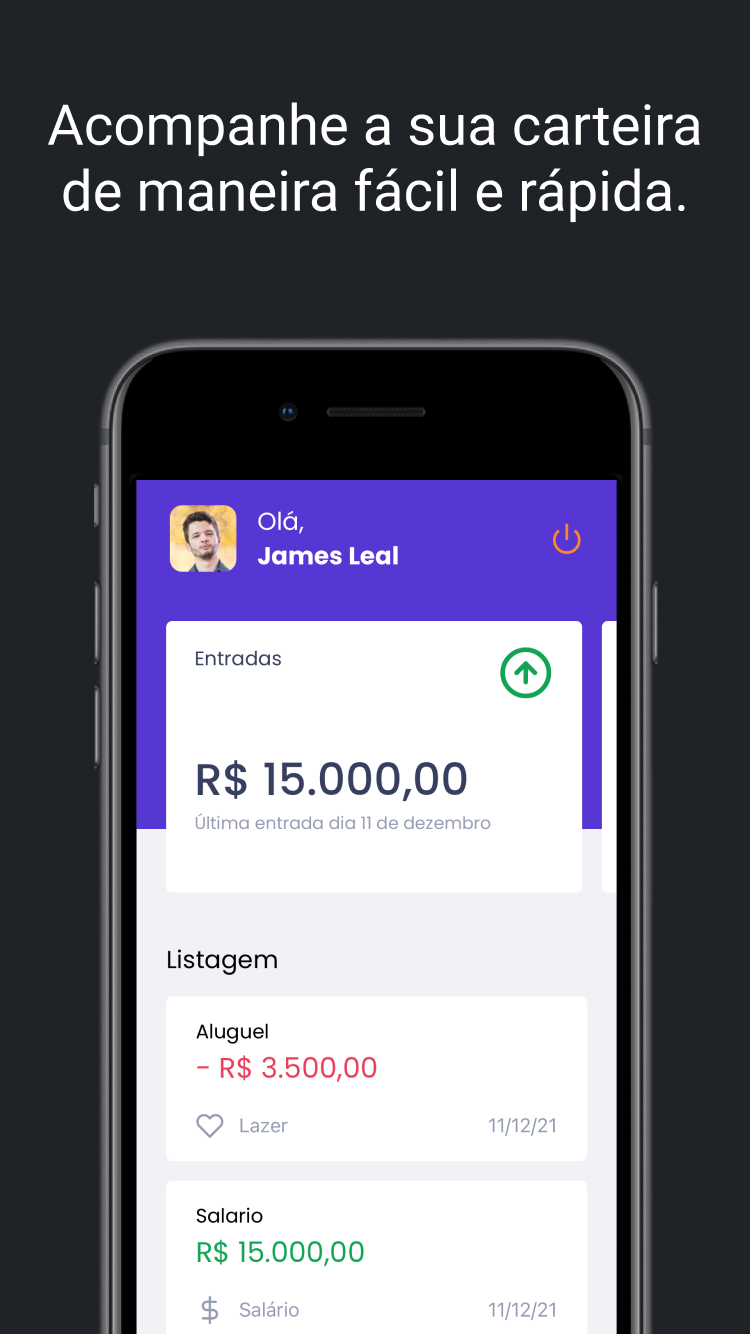 Acompanhe a sua carteira
de maneira fácil e rápida.
Olá,
James Leal
Entradas
R$ 15.000,00
Última entrada dia 11 de dezembro
Listagem
Aluguel
- R$ 3.500,00
Lazer 11/12/21
Salario
R$ 15.000,00
Salário 11/12/21